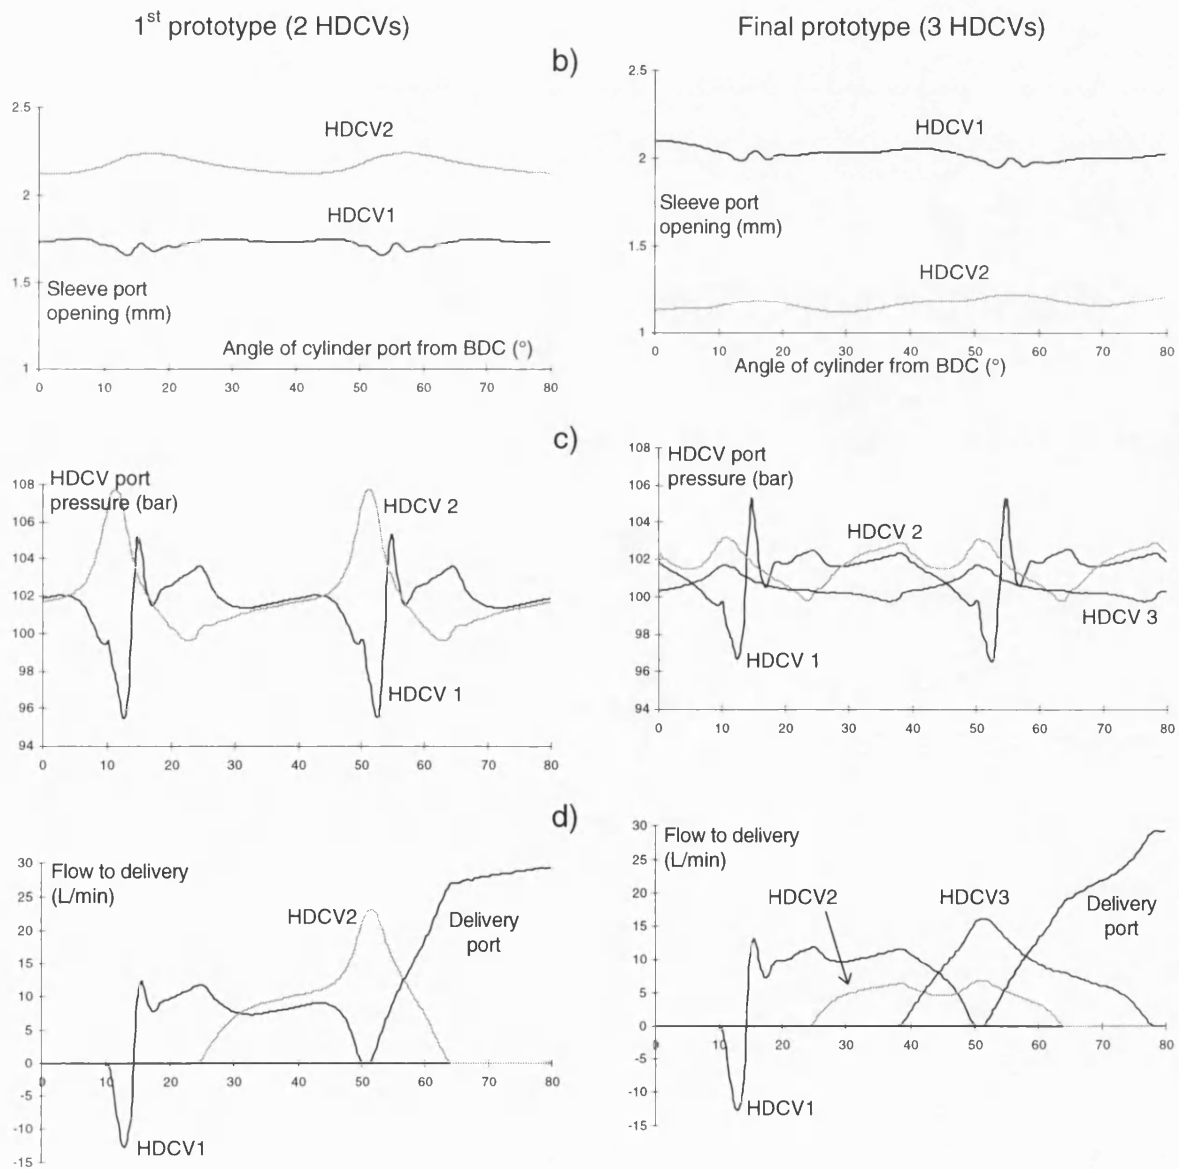 1st prototype (2 HDCVs)
Final prototype (3 HDCVs)
b)
2.5
2
1.5
1
HDCV2
HDCV1
Sleeve port
opening (mm)
Angle of cylinder port from BDC (°)
0 10 20 30 40 50 60 70 80
2.5
2
1.5
1
HDCV1
Sleeve port
opening (mm)
HDCV2
0 10 20 30 40 50 60 70 80
Angle of cylinder from BDC (°)
c)
108
106
104
102
100
98
96
94
HDCV port
pressure (bar)
HDCV 2
HDCV 1
0 10 20 30 40 50 60 70 80
108
106
104
102
100
98
96
94
HDCV port
pressure (bar)
HDCV 2
HDCV 3
HDCV 1
0 10 20 30 40 50 60 70 80
d)
30
25
20
15
10
5
0
-5
-10
-15
Flow to delivery
(L/min)
HDCV2
Delivery
port
0 10 20 30 40 50 60 70 80
HDCV1
30
25
20
15
10
5
0
-5
-10
-15
Flow to delivery
(L/min)
HDCV2
HDCV3
Delivery
port
0 10 20 30 40 50 60 70 80
HDCV1